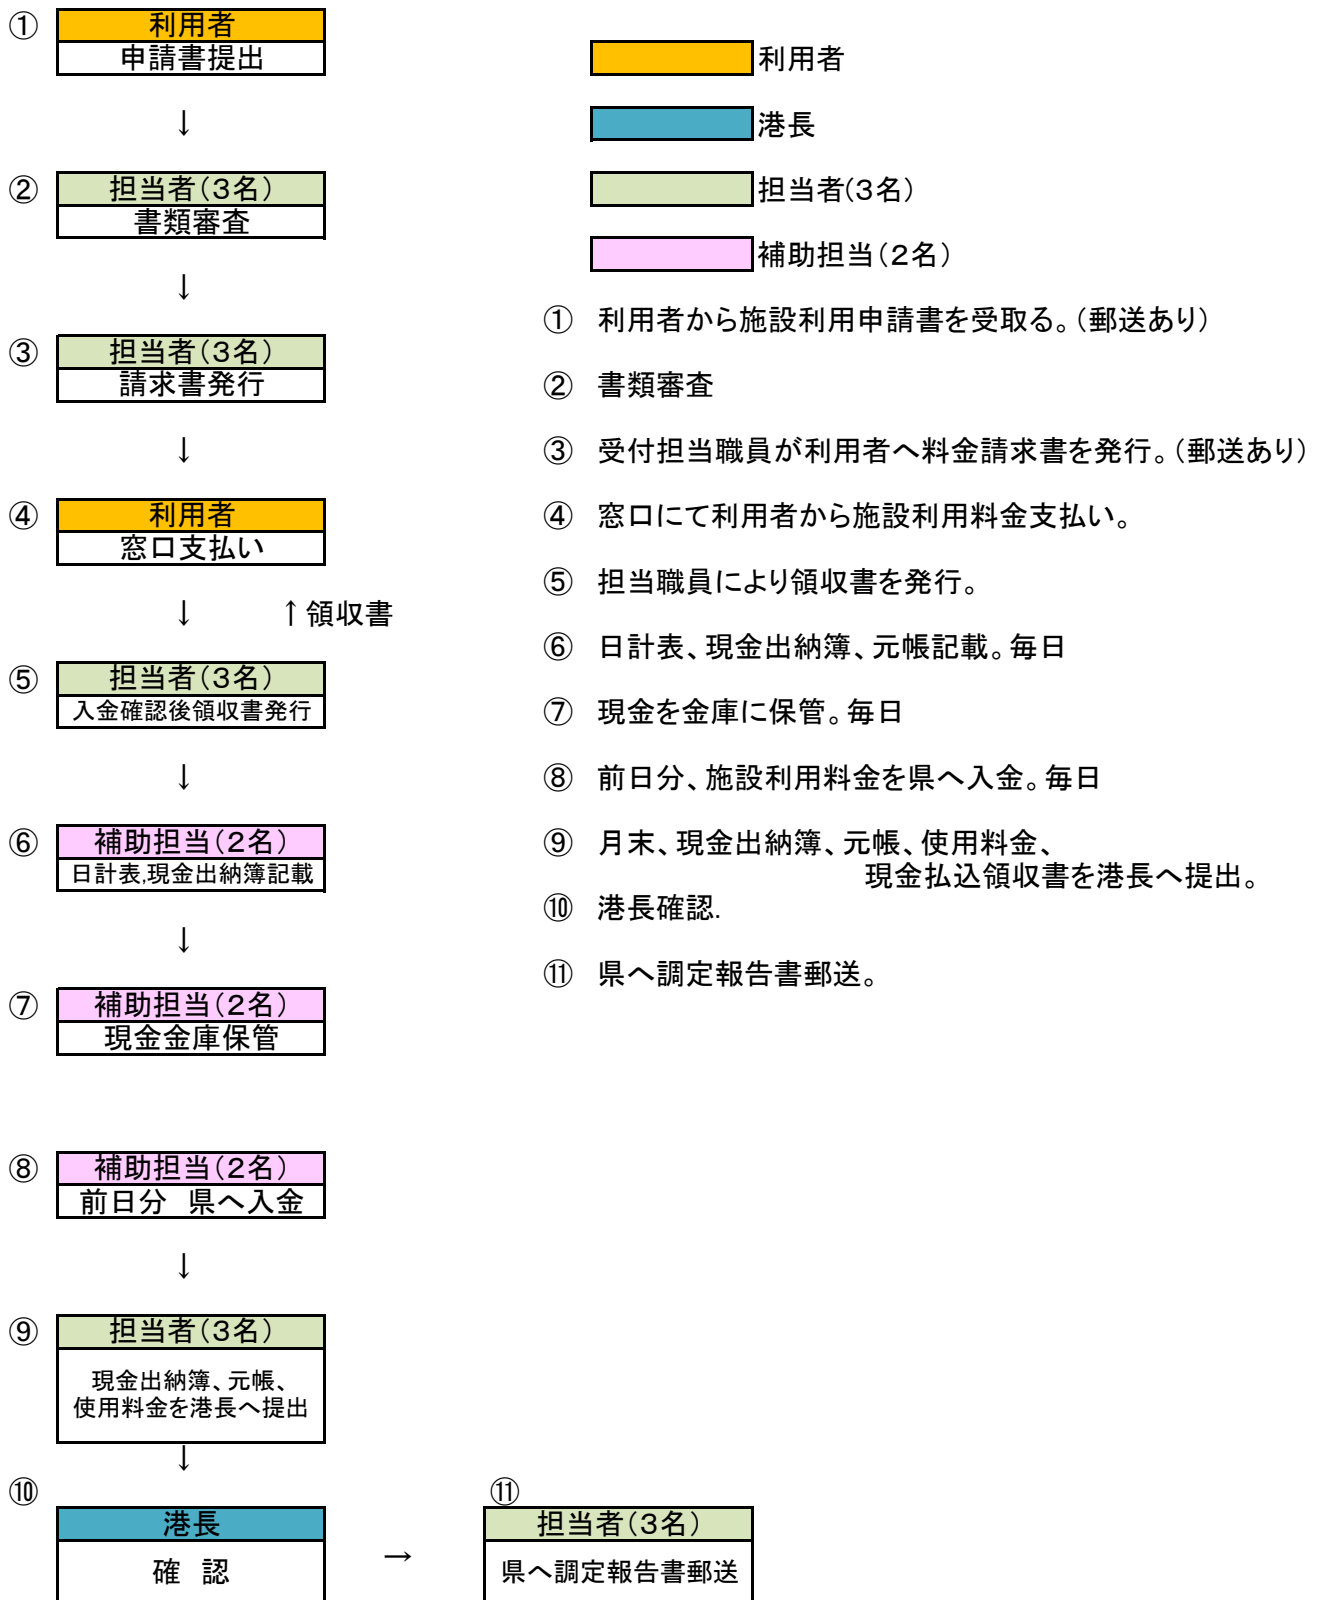 ①
利用者
申請書提出
↓
②
担当者（３名）
書類審査
↓
③
担当者（３名）
請求書発行
↓
④
利用者
窓口支払い
↓ ↑領収書
⑤
担当者（３名）
入金確認後領収書発行
↓
⑥
補助担当（２名）
日計表,現金出納簿記載
↓
⑦
補助担当（２名）
現金金庫保管
⑧
補助担当（２名）
前日分　県へ入金
↓
⑨
担当者（３名）
現金出納簿、元帳、
使用料金を港長へ提出
↓
⑩
港長
確　認
→
⑪
担当者（３名）
県へ調定報告書郵送
利用者
港長
担当者(３名）
補助担当（２名）
①　利用者から施設利用申請書を受取る。（郵送あり）
②　書類審査
③　受付担当職員が利用者へ料金請求書を発行。（郵送あり）
④　窓口にて利用者から施設利用料金支払い。
⑤　担当職員により領収書を発行。
⑥　日計表、現金出納簿、元帳記載。毎日
⑦　現金を金庫に保管。毎日
⑧　前日分、施設利用料金を県へ入金。毎日
⑨　月末、現金出納簿、元帳、使用料金、
現金払込領収書を港長へ提出。
⑩　港長確認.
⑪　県へ調定報告書郵送。